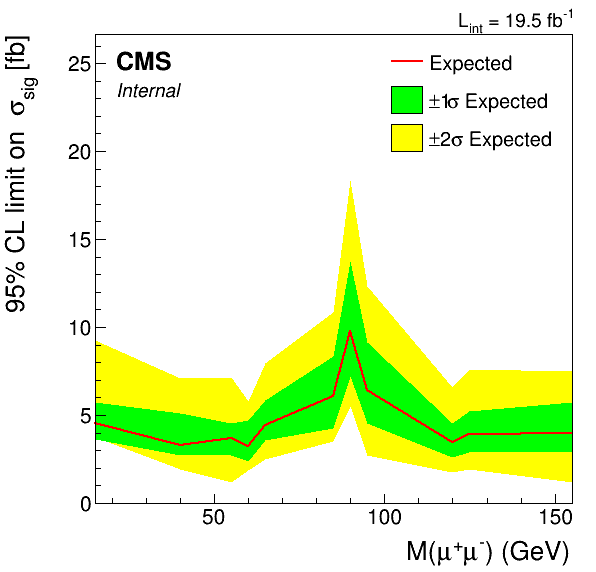 L_int = 19.5 fb⁻¹
CMS
Internal
Expected
±1σ Expected
±2σ Expected
95% CL limit on σ_sig [fb]
25
20
15
10
5
0
50 100 150
M(μ⁺μ⁻) (GeV)